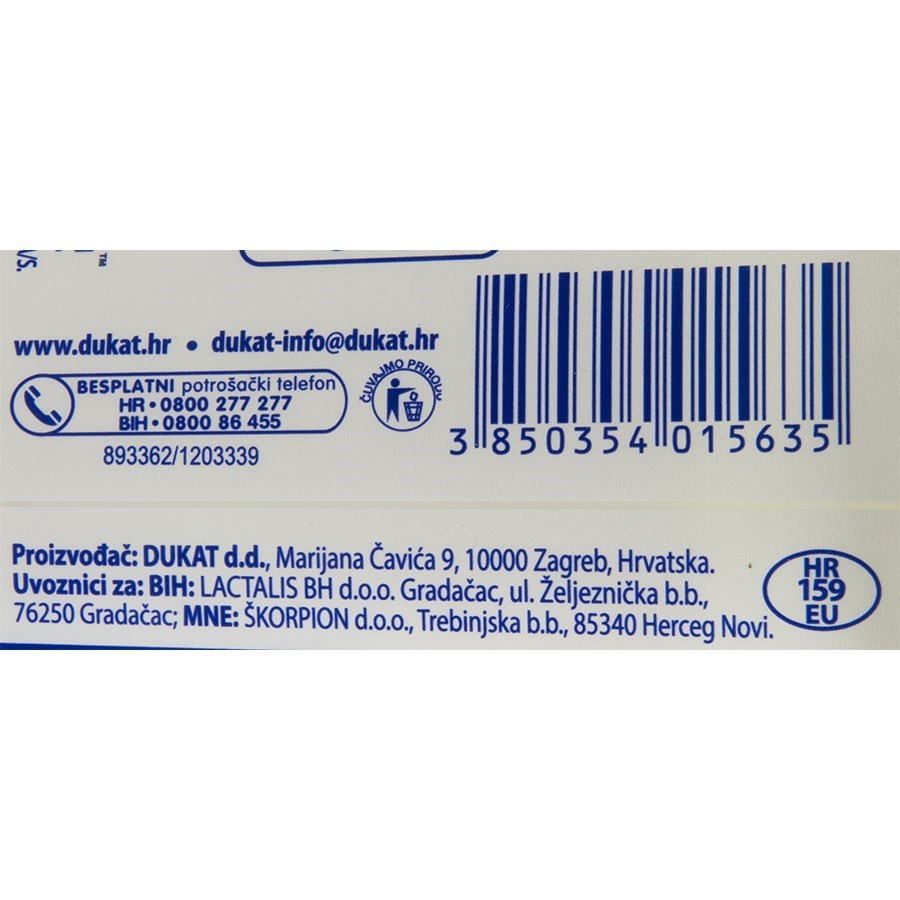 VS.
™
www.dukat.hr • dukat-info@dukat.hr
BESPLATNI potrošački telefon
HR • 0800 277 277
BIH • 0800 86 455
ČUVAJMO PRIRODU
893362/1203339
3 850354 015635
Proizvođač: DUKAT d.d., Marijana Čavića 9, 10000 Zagreb, Hrvatska.
Uvoznici za: BIH: LACTALIS BH d.o.o. Gradačac, ul. Željeznička b.b.,
76250 Gradačac; MNE: ŠKORPION d.o.o., Trebinjska b.b., 85340 Herceg Novi.
HR
159
EU